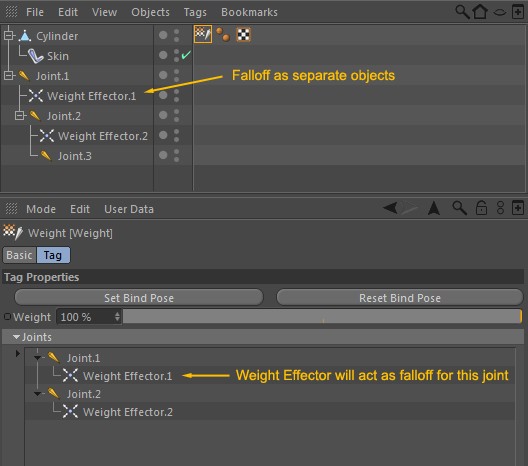 File Edit View Objects Tags Bookmarks
Cylinder
Skin
Joint.1
Falloff as separate objects
Weight Effector.1
Joint.2
Weight Effector.2
Joint.3
Mode Edit User Data
Weight [Weight]
Basic Tag
Tag Properties
Set Bind Pose Reset Bind Pose
Weight 100 %
Joints
Joint.1
Weight Effector.1 Weight Effector will act as falloff for this joint
Joint.2
Weight Effector.2